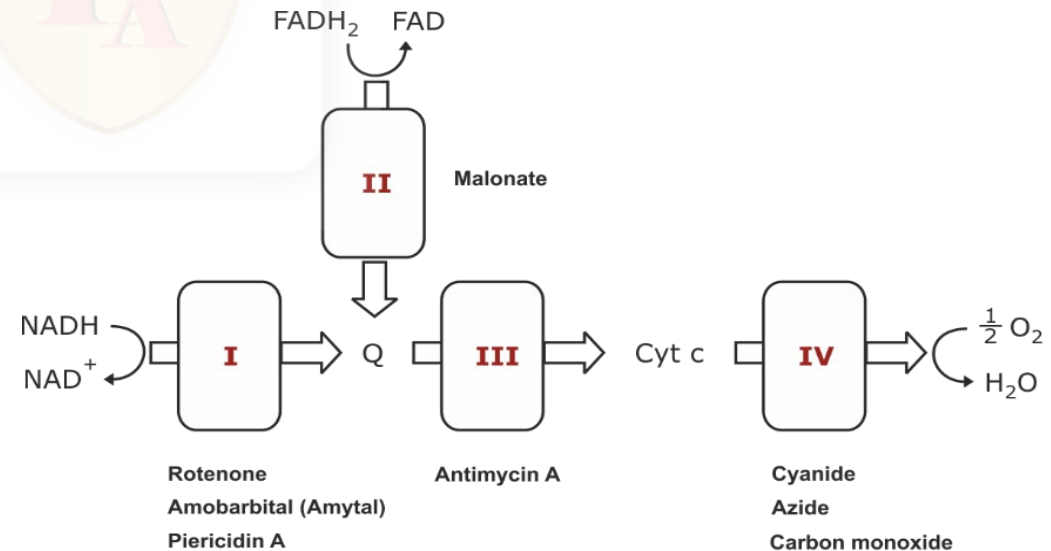 FADH₂ FAD
II
Malonate
NADH
NAD⁺
I
Q
III
Cyt c
IV
½ O₂
H₂O
Rotenone
Amobarbital (Amytal)
Piericidin A
Antimycin A
Cyanide
Azide
Carbon monoxide